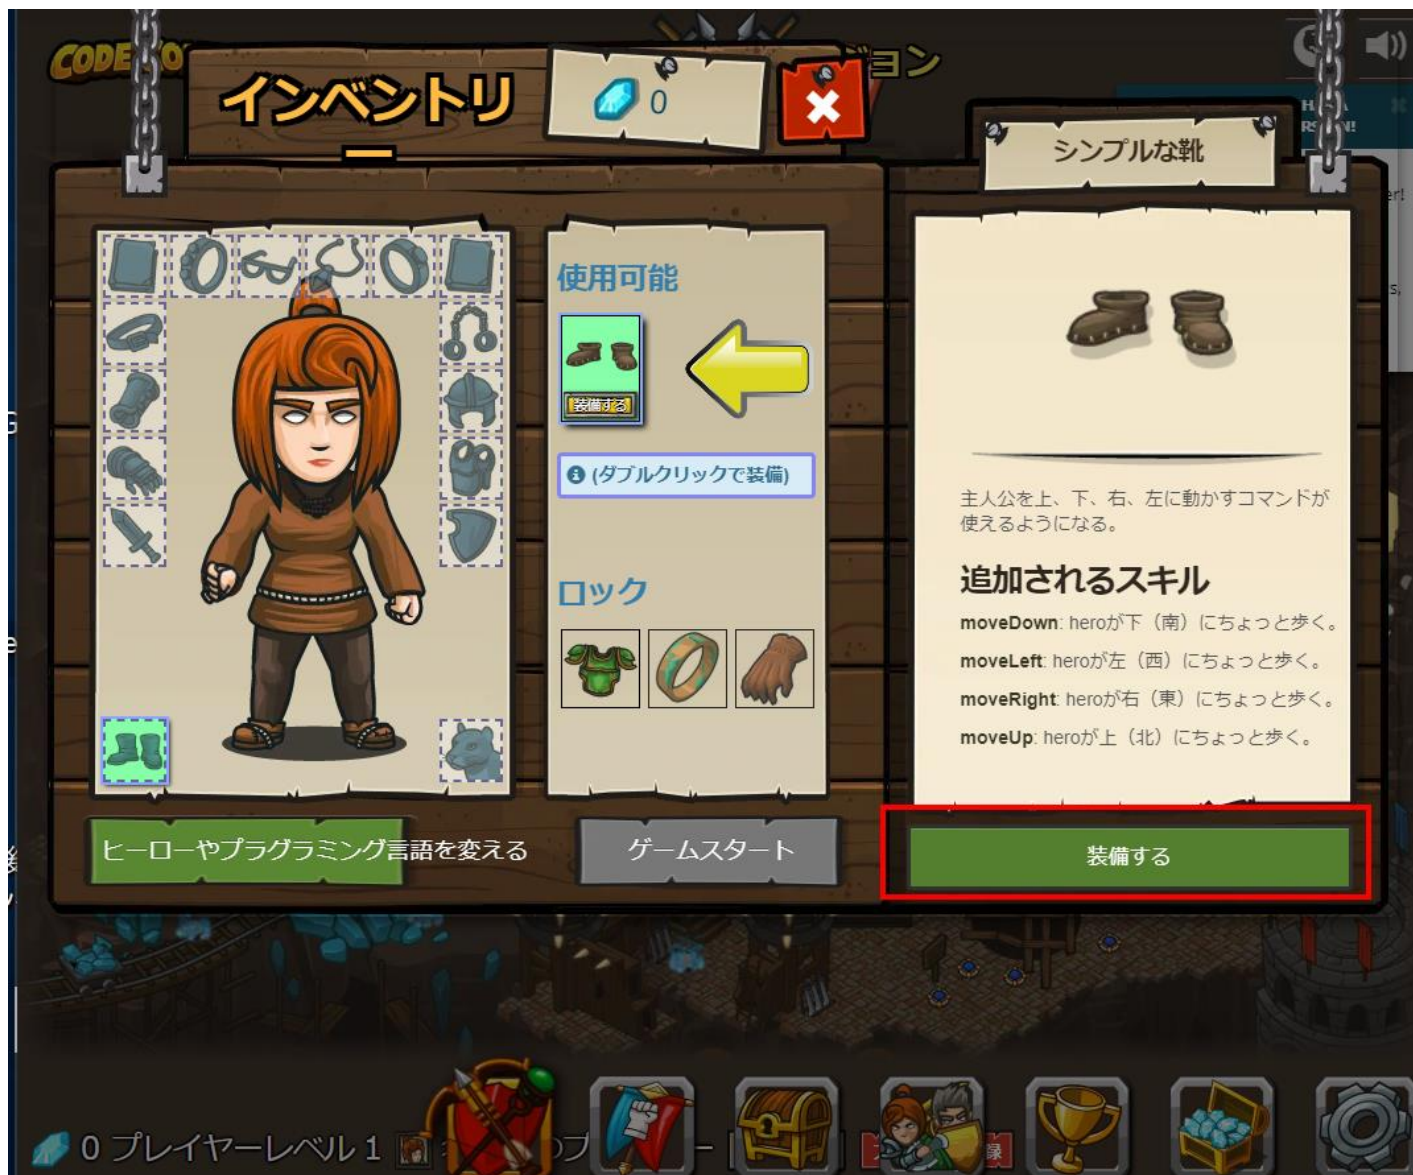 インベントリ
0
シンプルな靴
使用可能
装備する
(ダブルクリックで装備)
ロック
主人公を上、下、右、左に動かすコマンドが
使えるようになる。
追加されるスキル
moveDown: heroが下（南）にちょっと歩く。
moveLeft: heroが左（西）にちょっと歩く。
moveRight: heroが右（東）にちょっと歩く。
moveUp: heroが上（北）にちょっと歩く。
ヒーローやプラグラミング言語を変える
ゲームスタート
装備する
0 プレイヤーレベル 1